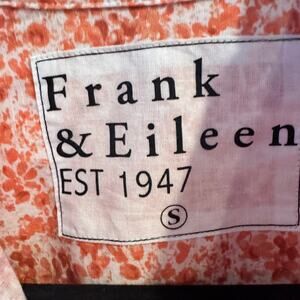 Frank
& Eileen
EST 1947
S